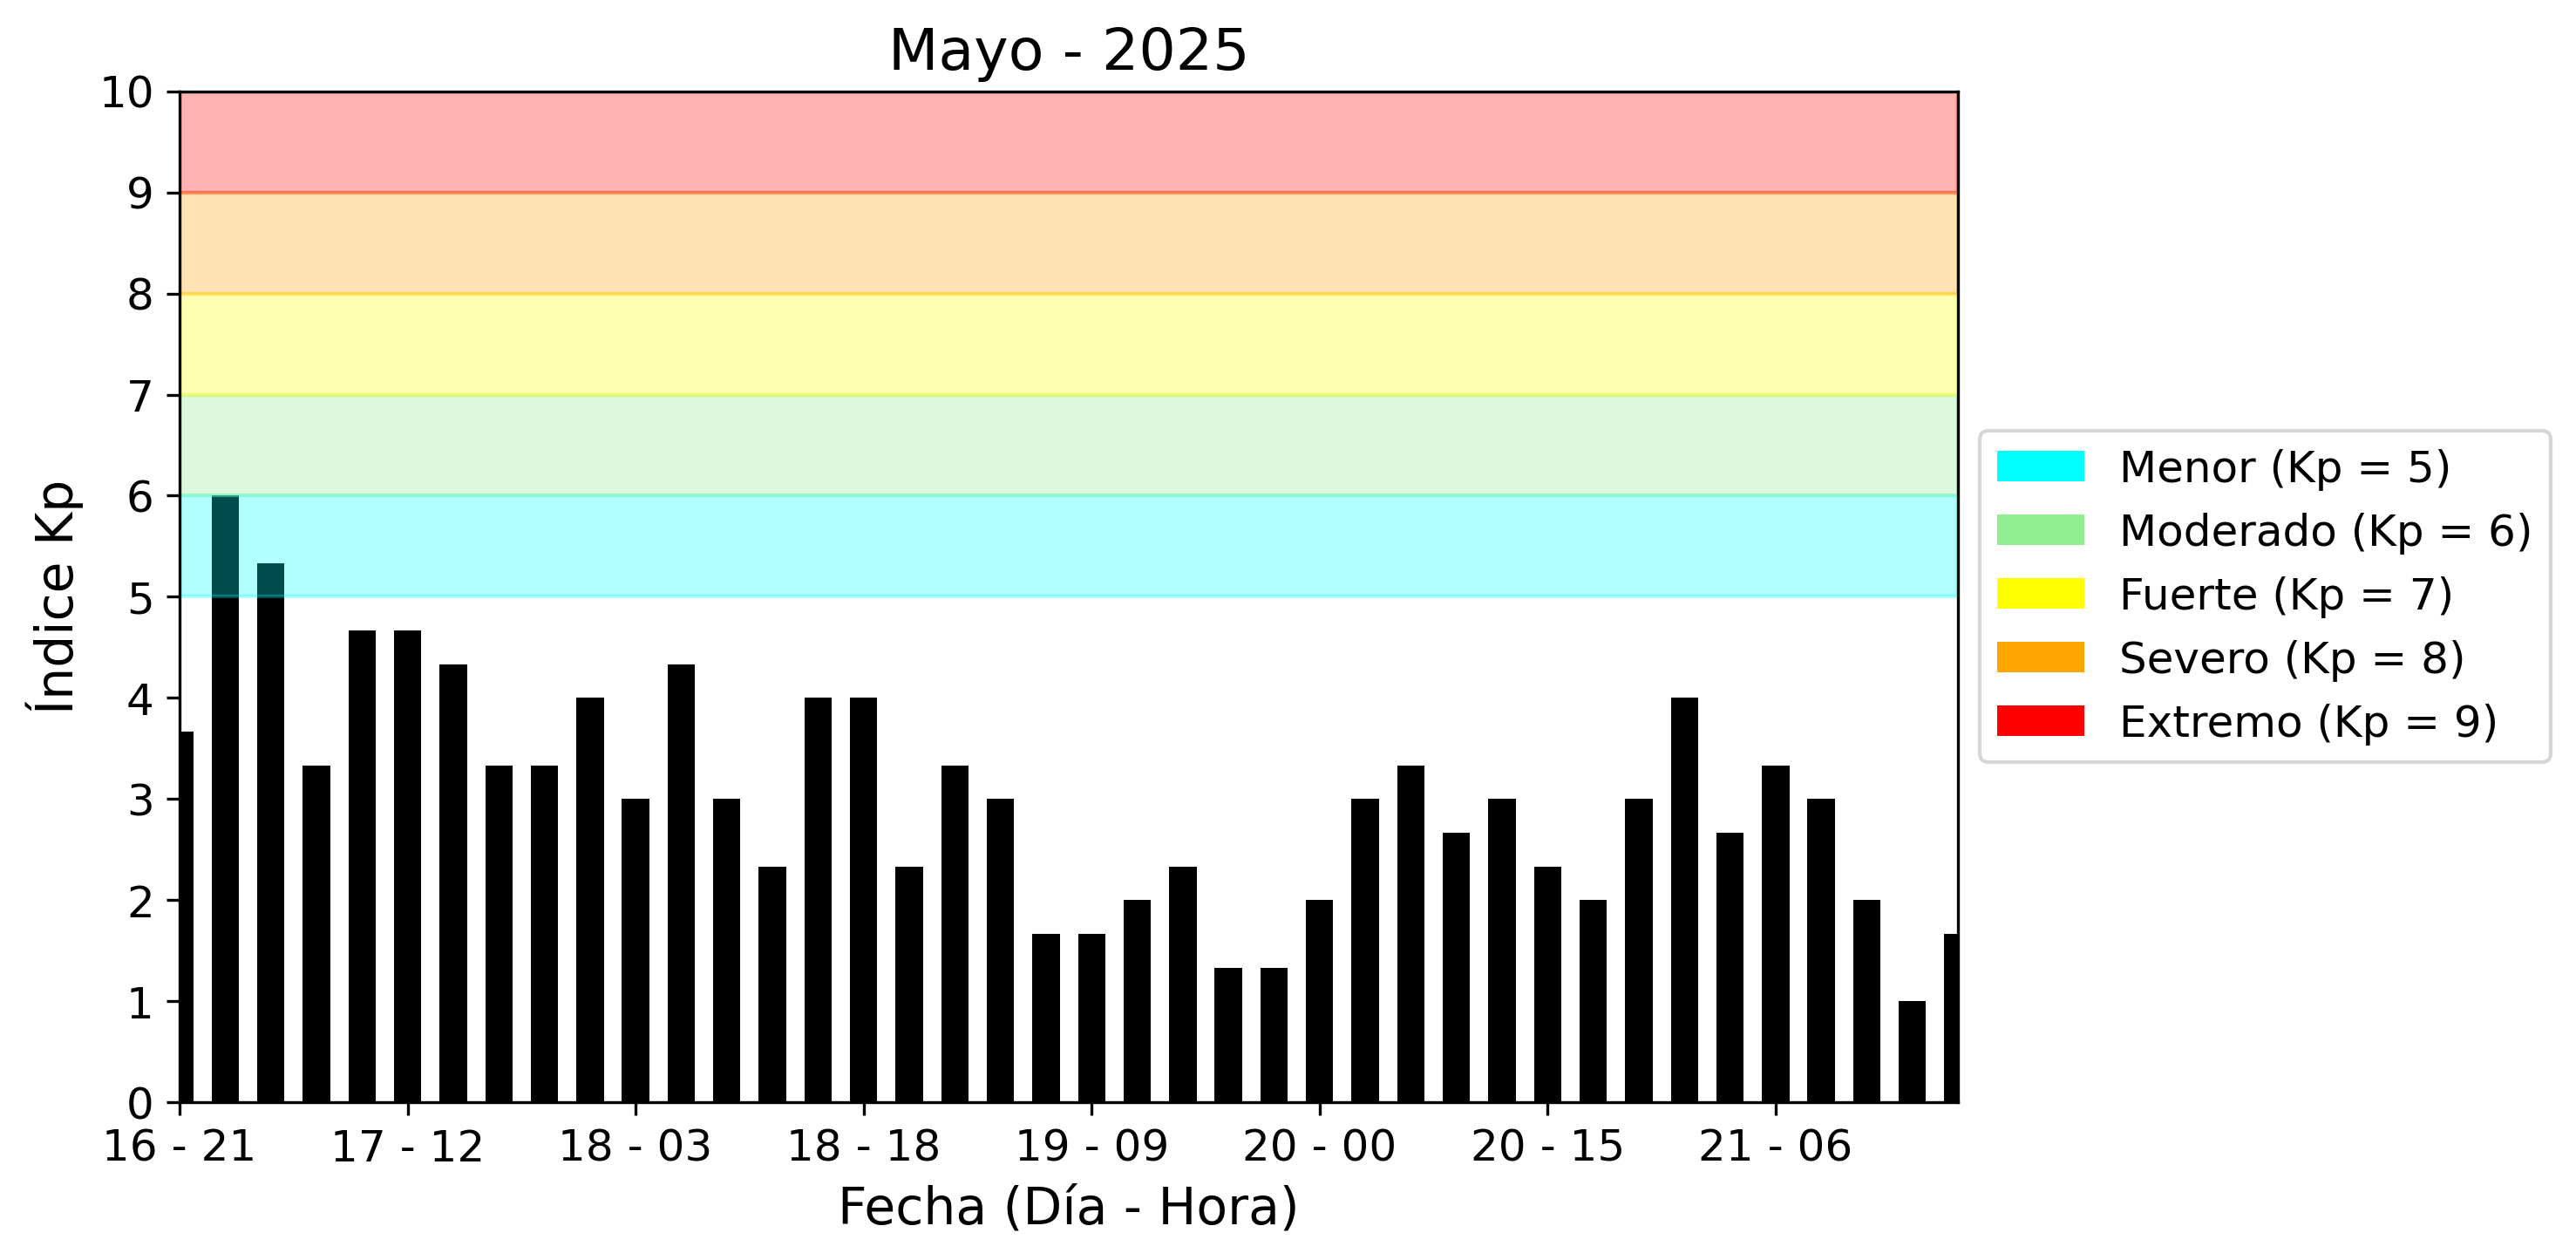 Mayo - 2025
10
9
8
7
6
5
4
3
2
1
0
Índice Kp
16 - 21
17 - 12
18 - 03
18 - 18
19 - 09
20 - 00
20 - 15
21 - 06
Fecha (Día - Hora)
Menor (Kp = 5)
Moderado (Kp = 6)
Fuerte (Kp = 7)
Severo (Kp = 8)
Extremo (Kp = 9)